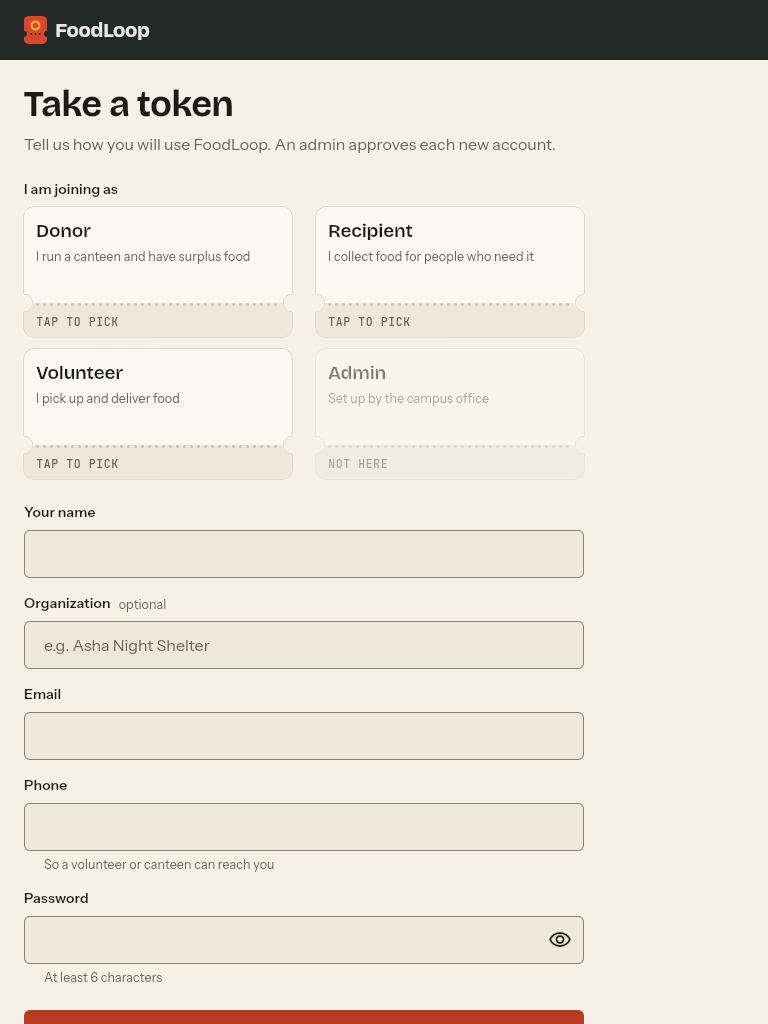 FoodLoop
Take a token
Tell us how you will use FoodLoop. An admin approves each new account.
I am joining as
Donor
I run a canteen and have surplus food
TAP TO PICK
Recipient
I collect food for people who need it
TAP TO PICK
Volunteer
I pick up and deliver food
TAP TO PICK
Admin
Set up by the campus office
NOT HERE
Your name
Organization optional
e.g. Asha Night Shelter
Email
Phone
So a volunteer or canteen can reach you
Password
At least 6 characters